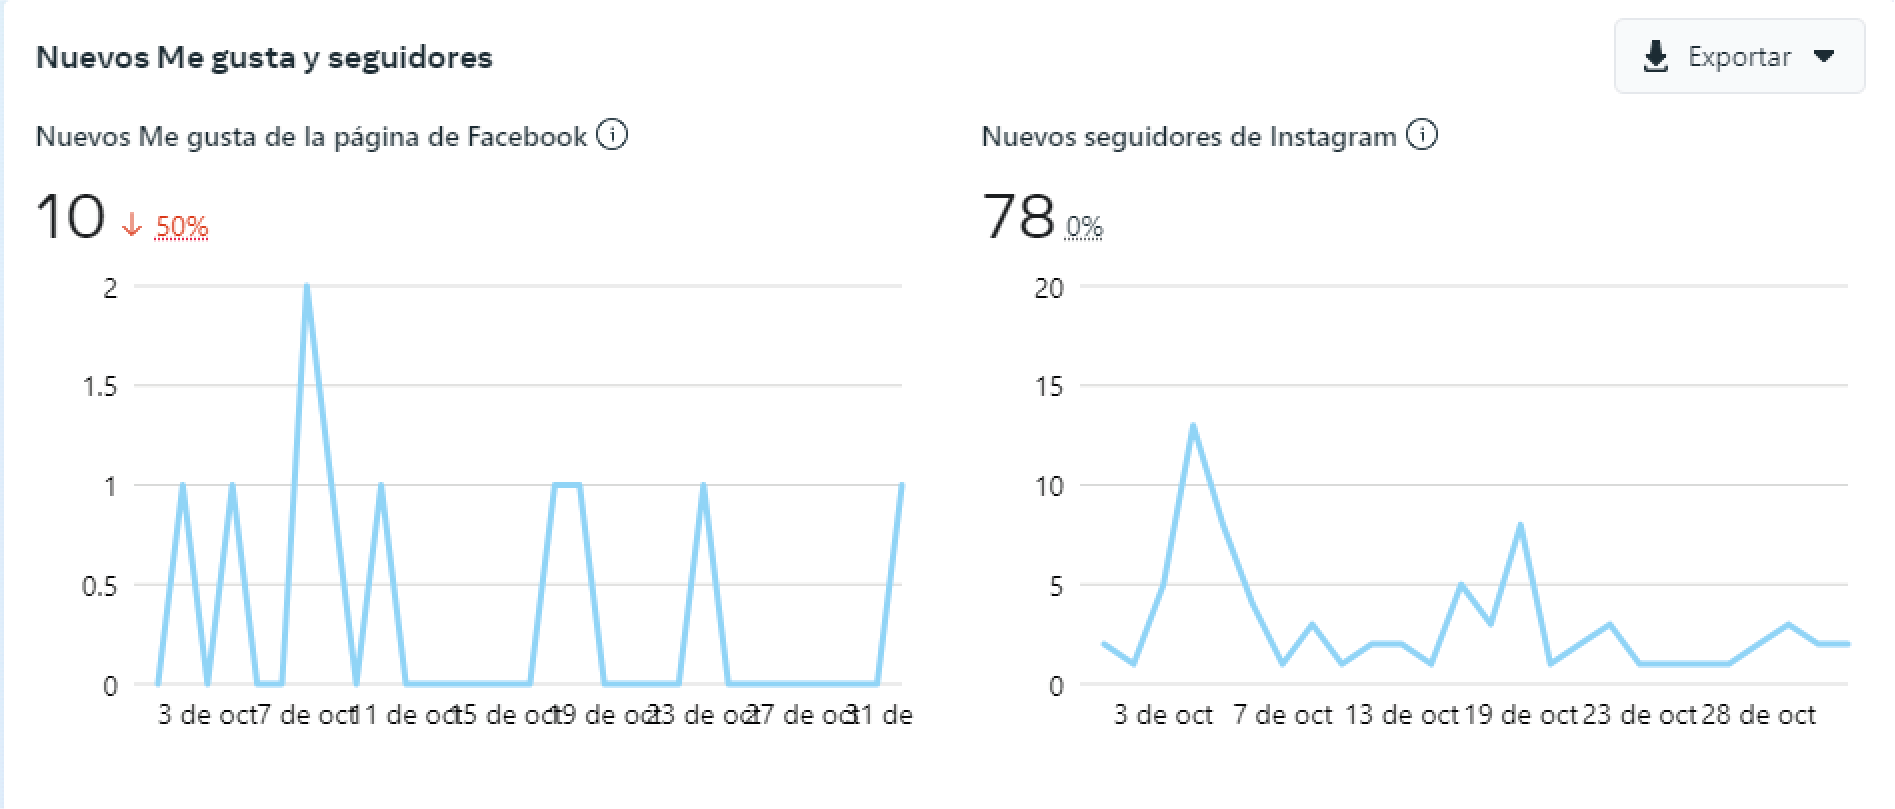 Nuevos Me gusta y seguidores
Exportar
Nuevos Me gusta de la página de Facebook
10 50%
2
1.5
1
0.5
0
3 de oct 7 de oct 11 de oct 15 de oct 19 de oct 23 de oct 27 de oct 31 de
Nuevos seguidores de Instagram
78 0%
20
15
10
5
0
3 de oct 7 de oct 13 de oct 19 de oct 23 de oct 28 de oct